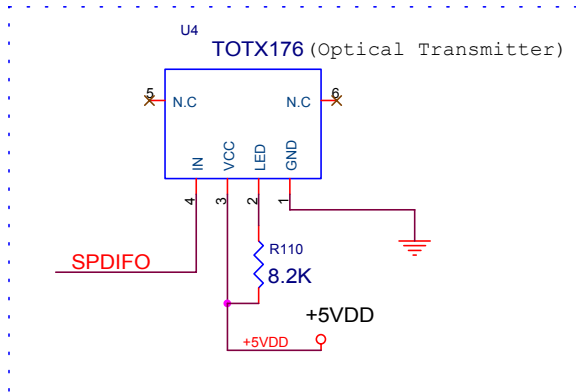 U4
TOTX176 (Optical Transmitter)
5
N.C
N.C
6
IN
VCC
LED
GND
4
3
2
1
R110
8.2K
SPDIFO
+5VDD
+5VDD